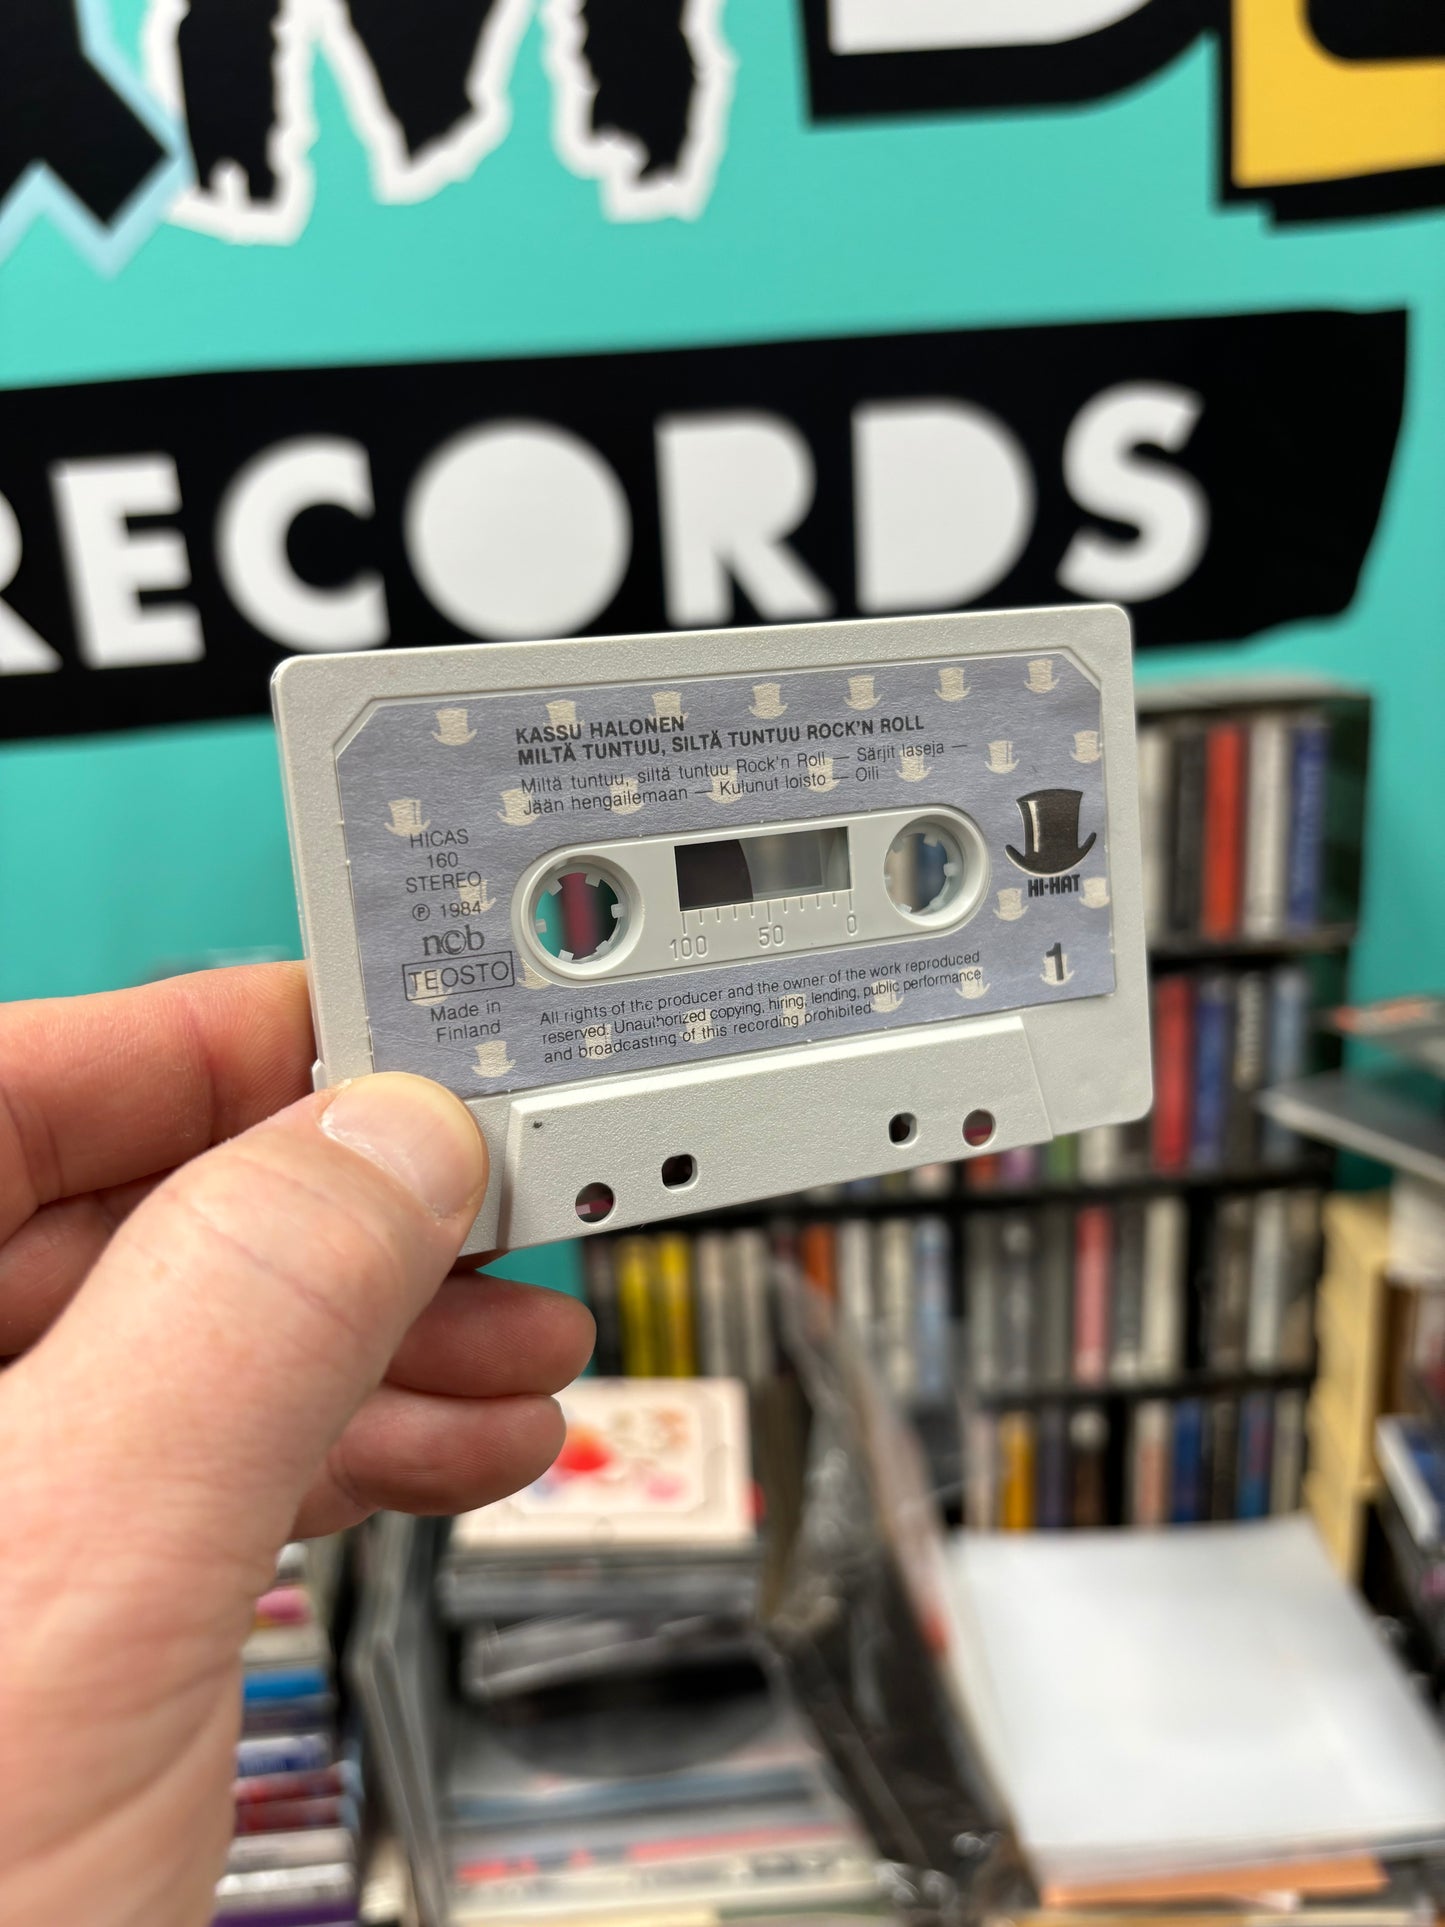 RECORDS
KASSU HALONEN
MILTÄ TUNTUU, SILTÄ TUNTUU ROCK'N ROLL
Miltä tuntuu, siltä tuntuu Rock'n Roll — Särjit laseja —
Jään hengailemaan — Kulunut loisto — Oili
HICAS
160
STEREO
Ⓟ 1984
ncb
TEOSTO
Made in
Finland
100 50 0
HI-HAT
1
All rights of the producer and the owner of the work reproduced
reserved. Unauthorized copying, hiring, lending, public performance
and broadcasting of this recording prohibited.